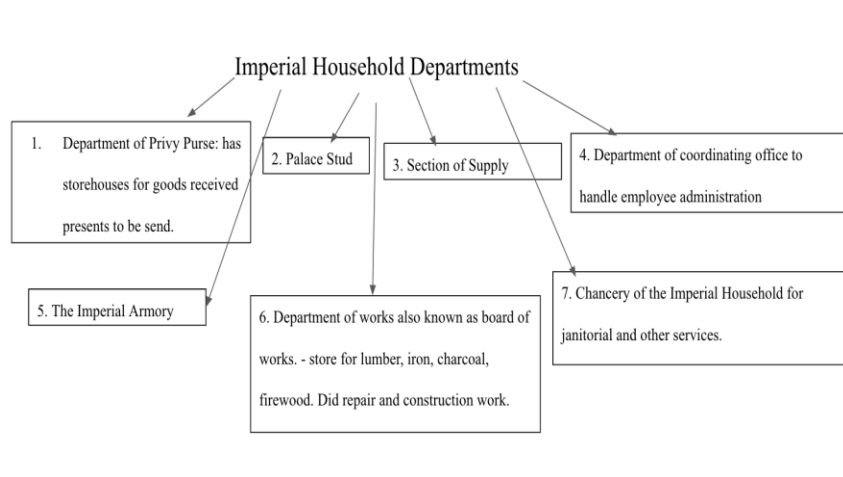 Imperial Household Departments
1. Department of Privy Purse: has
storehouses for goods received
presents to be send.
2. Palace Stud
3. Section of Supply
4. Department of coordinating office to
handle employee administration
5. The Imperial Armory
6. Department of works also known as board of
works. - store for lumber, iron, charcoal,
firewood. Did repair and construction work.
7. Chancery of the Imperial Household for
janitorial and other services.